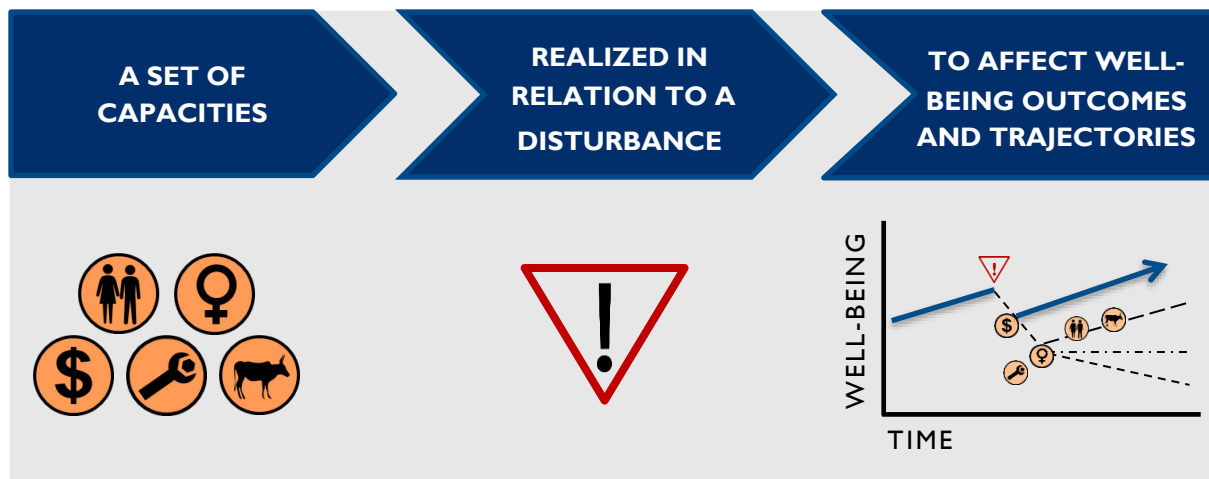 A SET OF
CAPACITIES
REALIZED IN
RELATION TO A
DISTURBANCE
TO AFFECT WELL-
BEING OUTCOMES
AND TRAJECTORIES
$
!
WELL-BEING
!
$
TIME